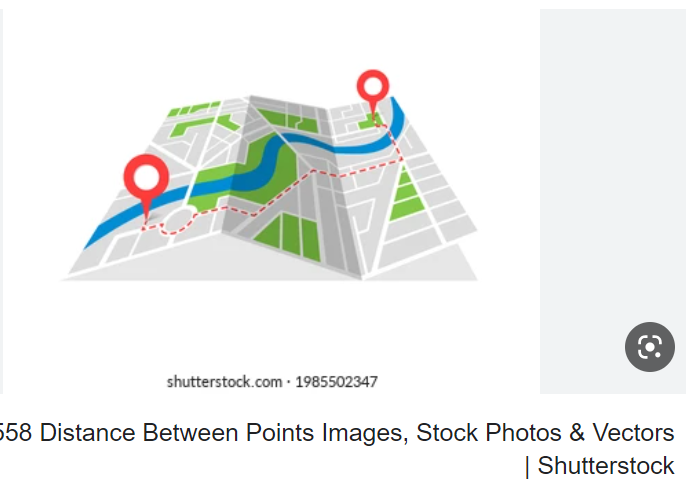 shutterstock.com · 1985502347
558 Distance Between Points Images, Stock Photos & Vectors
| Shutterstock